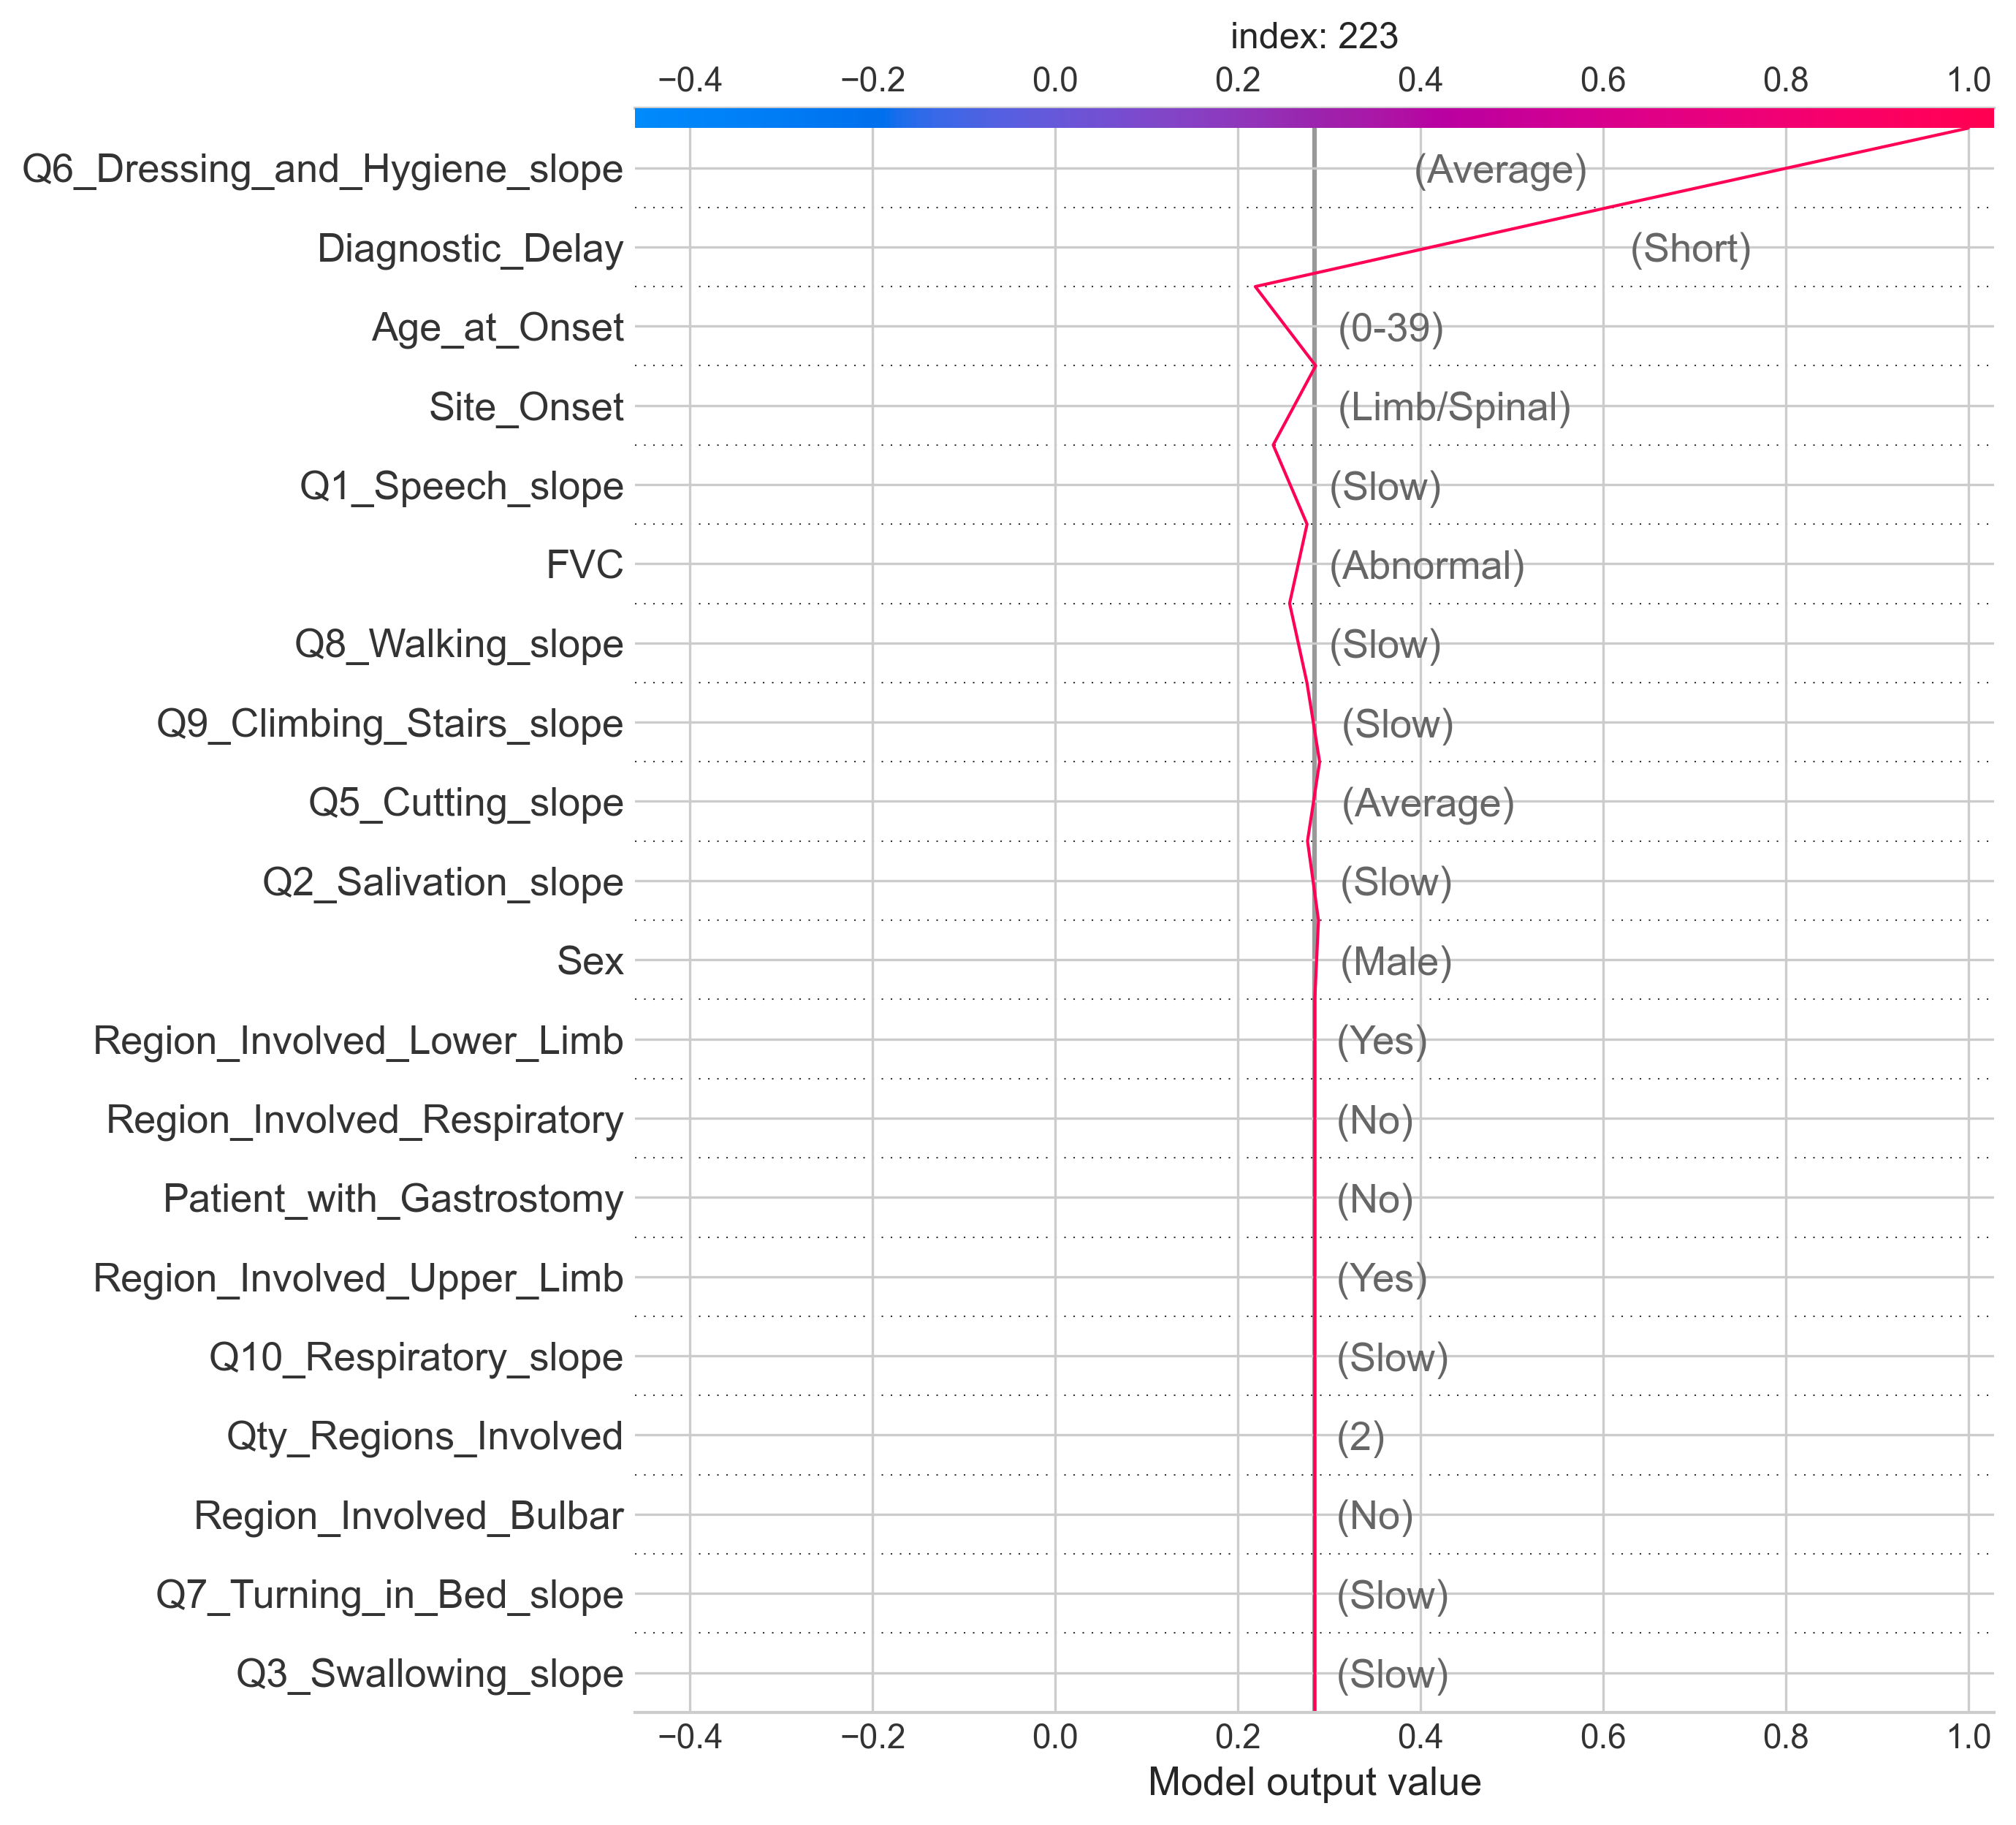 index: 223
−0.4 −0.2 0.0 0.2 0.4 0.6 0.8 1.0
Q6_Dressing_and_Hygiene_slope (Average)
Diagnostic_Delay (Short)
Age_at_Onset (0-39)
Site_Onset (Limb/Spinal)
Q1_Speech_slope (Slow)
FVC (Abnormal)
Q8_Walking_slope (Slow)
Q9_Climbing_Stairs_slope (Slow)
Q5_Cutting_slope (Average)
Q2_Salivation_slope (Slow)
Sex (Male)
Region_Involved_Lower_Limb (Yes)
Region_Involved_Respiratory (No)
Patient_with_Gastrostomy (No)
Region_Involved_Upper_Limb (Yes)
Q10_Respiratory_slope (Slow)
Qty_Regions_Involved (2)
Region_Involved_Bulbar (No)
Q7_Turning_in_Bed_slope (Slow)
Q3_Swallowing_slope (Slow)
−0.4 −0.2 0.0 0.2 0.4 0.6 0.8 1.0
Model output value